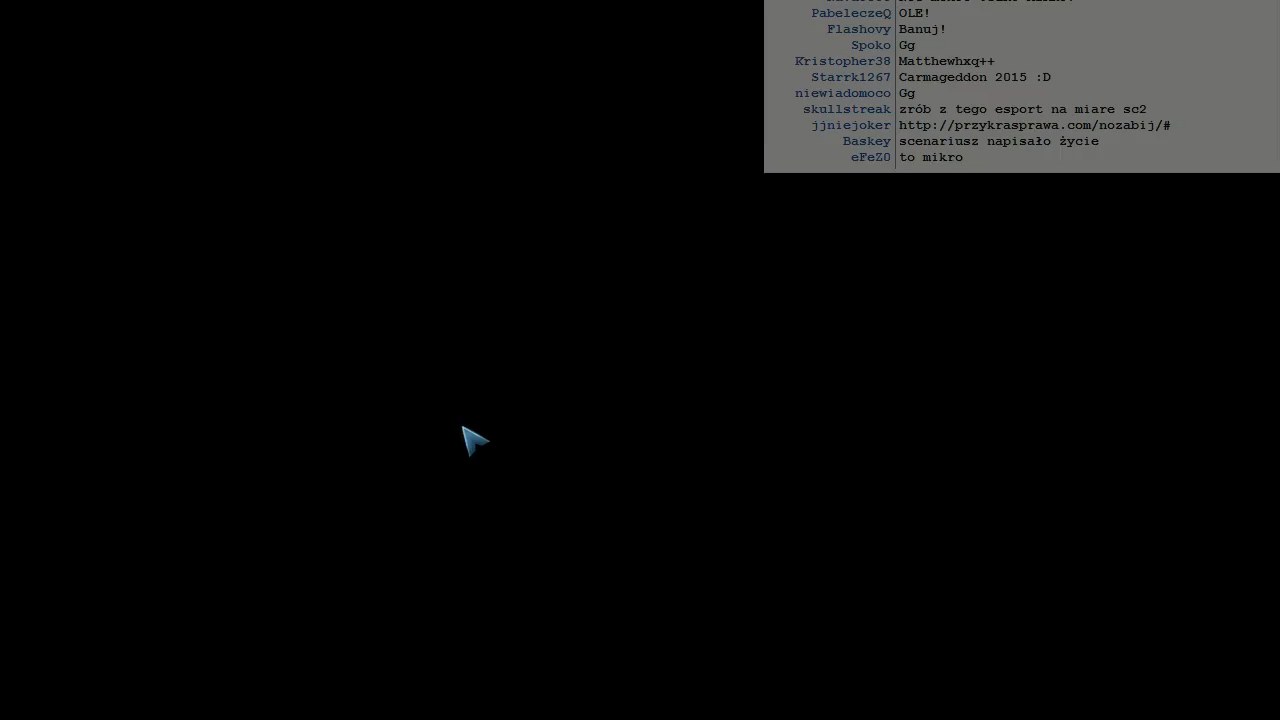 PabeleczeQ OLE!
Flashovy Banuj!
Spoko Gg
Kristopher38 Matthewhxq++
Starrk1267 Carmageddon 2015 :D
niewiadomoco Gg
skullstreak zrób z tego esport na miare sc2
jjniejoker http://przykrasprawa.com/nozabij/#
Baskey scenariusz napisało życie
eFeZ0 to mikro